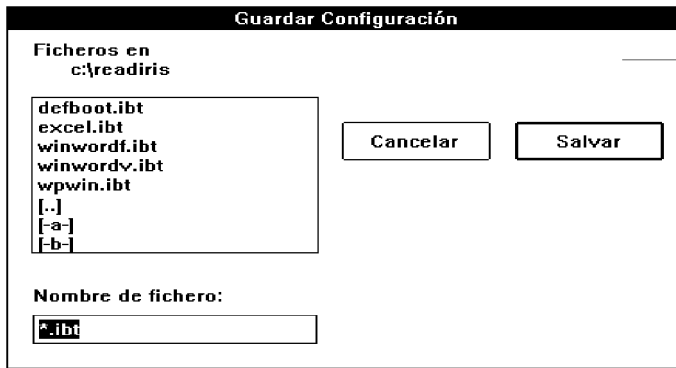 Guardar Configuración
Ficheros en
c:\readiris
defboot.ibt
excel.ibt
winwordf.ibt
winwordv.ibt
wpwin.ibt
[..]
[-a-]
[-b-]
Cancelar
Salvar
Nombre de fichero:
*.ibt